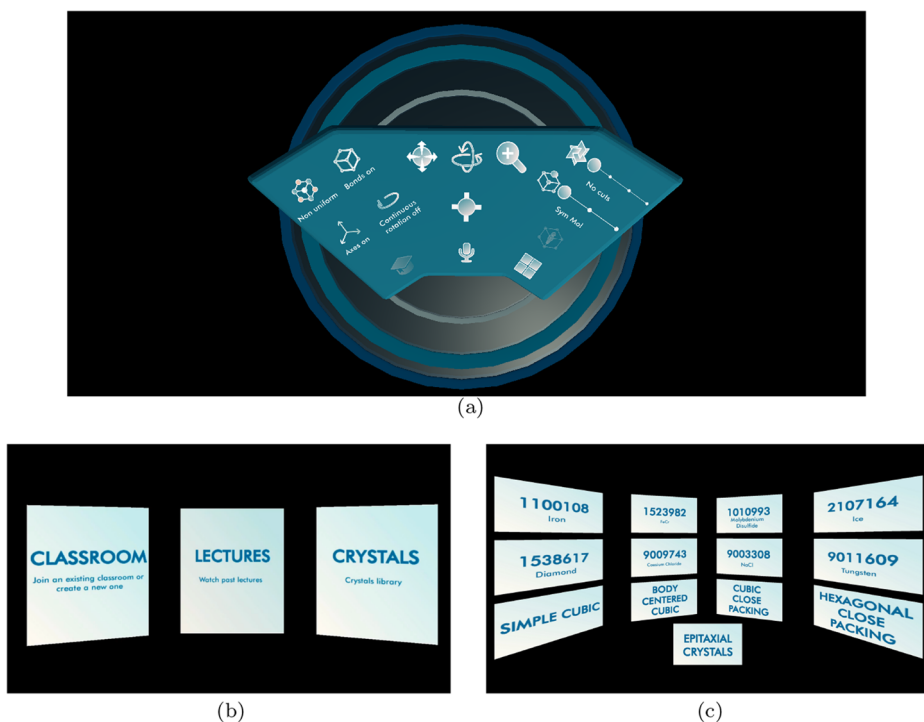 Non uniform
Bonds on
Axes on
Continuous
rotation off
No cuts
Sym Mol
(a)
CLASSROOM
Join an existing classroom or
create a new one
LECTURES
Watch past lectures
CRYSTALS
Crystals library
(b)
1100108
Iron
1523982
1010993
Molybdenium
Disulfide
2107164
Ice
1538617
Diamond
9009743
Caesium Chloride
9003308
NaCl
9011609
Tungsten
SIMPLE CUBIC
BODY
CENTERED
CUBIC
CUBIC
CLOSE
PACKING
HEXAGONAL
CLOSE
PACKING
EPITAXIAL
CRYSTALS
(c)